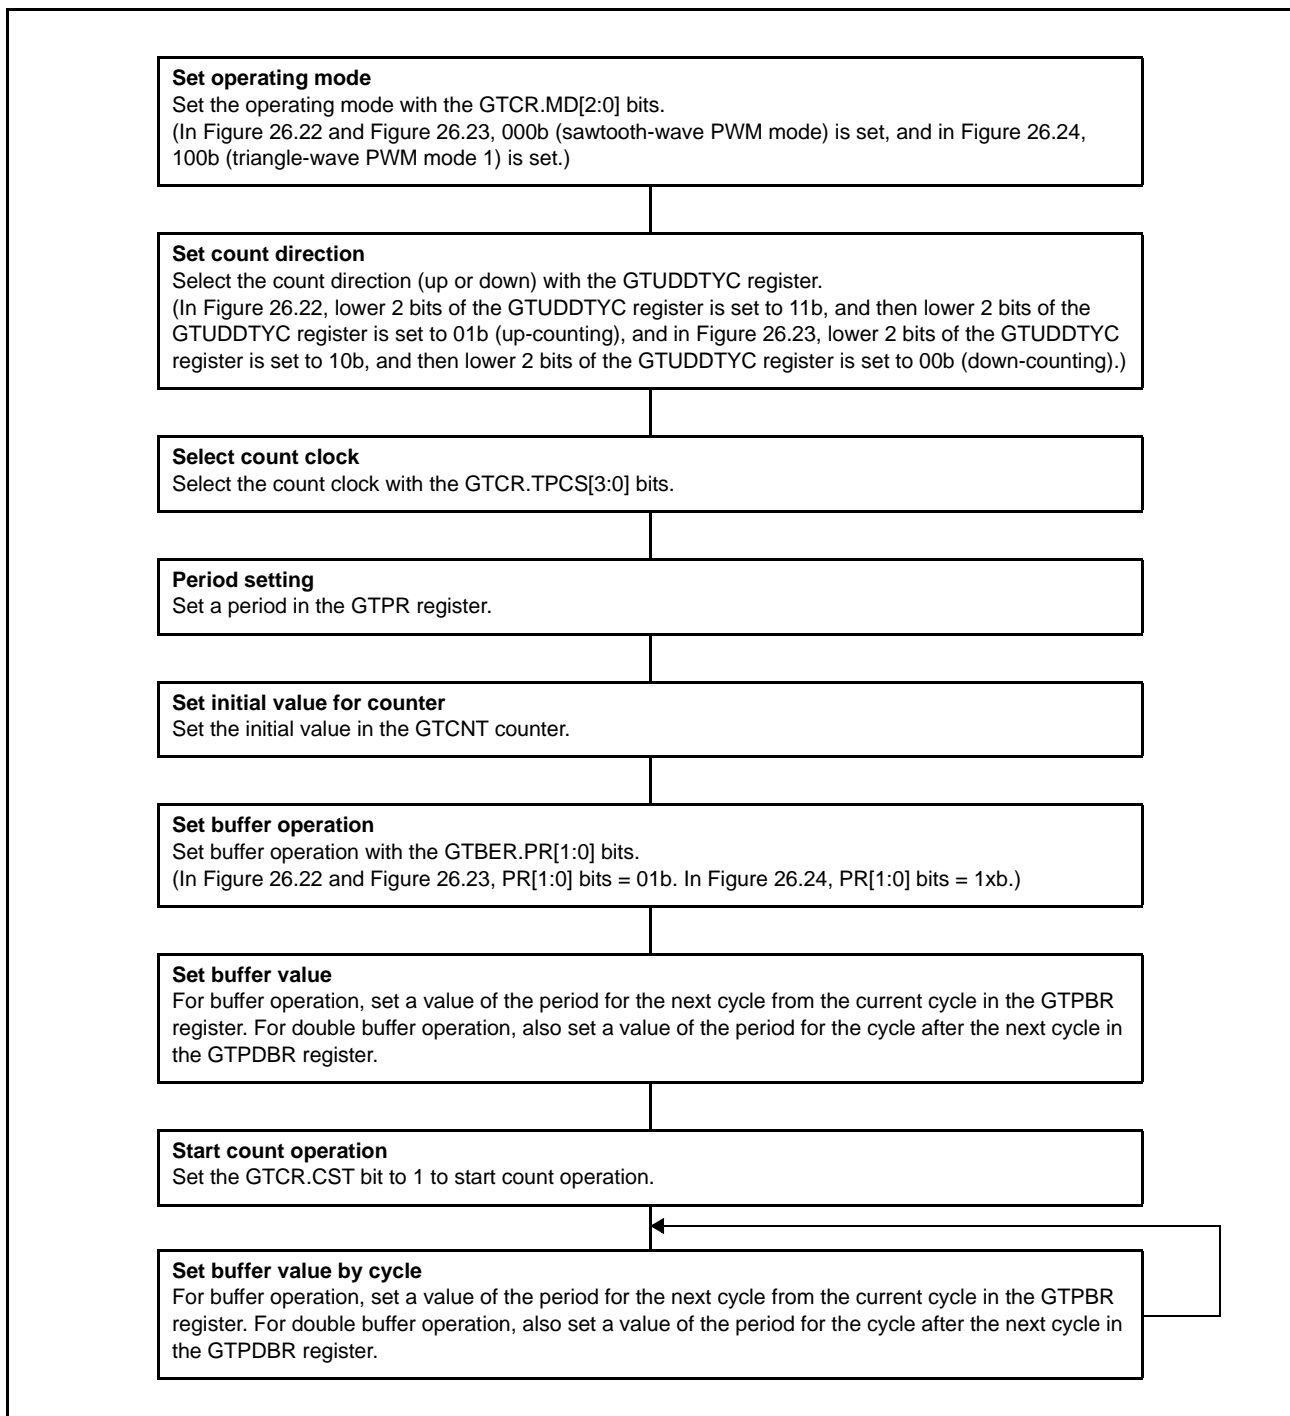 Set operating mode
Set the operating mode with the GTCR.MD[2:0] bits.
(In Figure 26.22 and Figure 26.23, 000b (sawtooth-wave PWM mode) is set, and in Figure 26.24,
100b (triangle-wave PWM mode 1) is set.)
Set count direction
Select the count direction (up or down) with the GTUDDTYC register.
(In Figure 26.22, lower 2 bits of the GTUDDTYC register is set to 11b, and then lower 2 bits of the
GTUDDTYC register is set to 01b (up-counting), and in Figure 26.23, lower 2 bits of the GTUDDTYC
register is set to 10b, and then lower 2 bits of the GTUDDTYC register is set to 00b (down-counting).)
Select count clock
Select the count clock with the GTCR.TPCS[3:0] bits.
Period setting
Set a period in the GTPR register.
Set initial value for counter
Set the initial value in the GTCNT counter.
Set buffer operation
Set buffer operation with the GTBER.PR[1:0] bits.
(In Figure 26.22 and Figure 26.23, PR[1:0] bits = 01b. In Figure 26.24, PR[1:0] bits = 1xb.)
Set buffer value
For buffer operation, set a value of the period for the next cycle from the current cycle in the GTPBR
register. For double buffer operation, also set a value of the period for the cycle after the next cycle in
the GTPDBR register.
Start count operation
Set the GTCR.CST bit to 1 to start count operation.
Set buffer value by cycle
For buffer operation, set a value of the period for the next cycle from the current cycle in the GTPBR
register. For double buffer operation, also set a value of the period for the cycle after the next cycle in
the GTPDBR register.